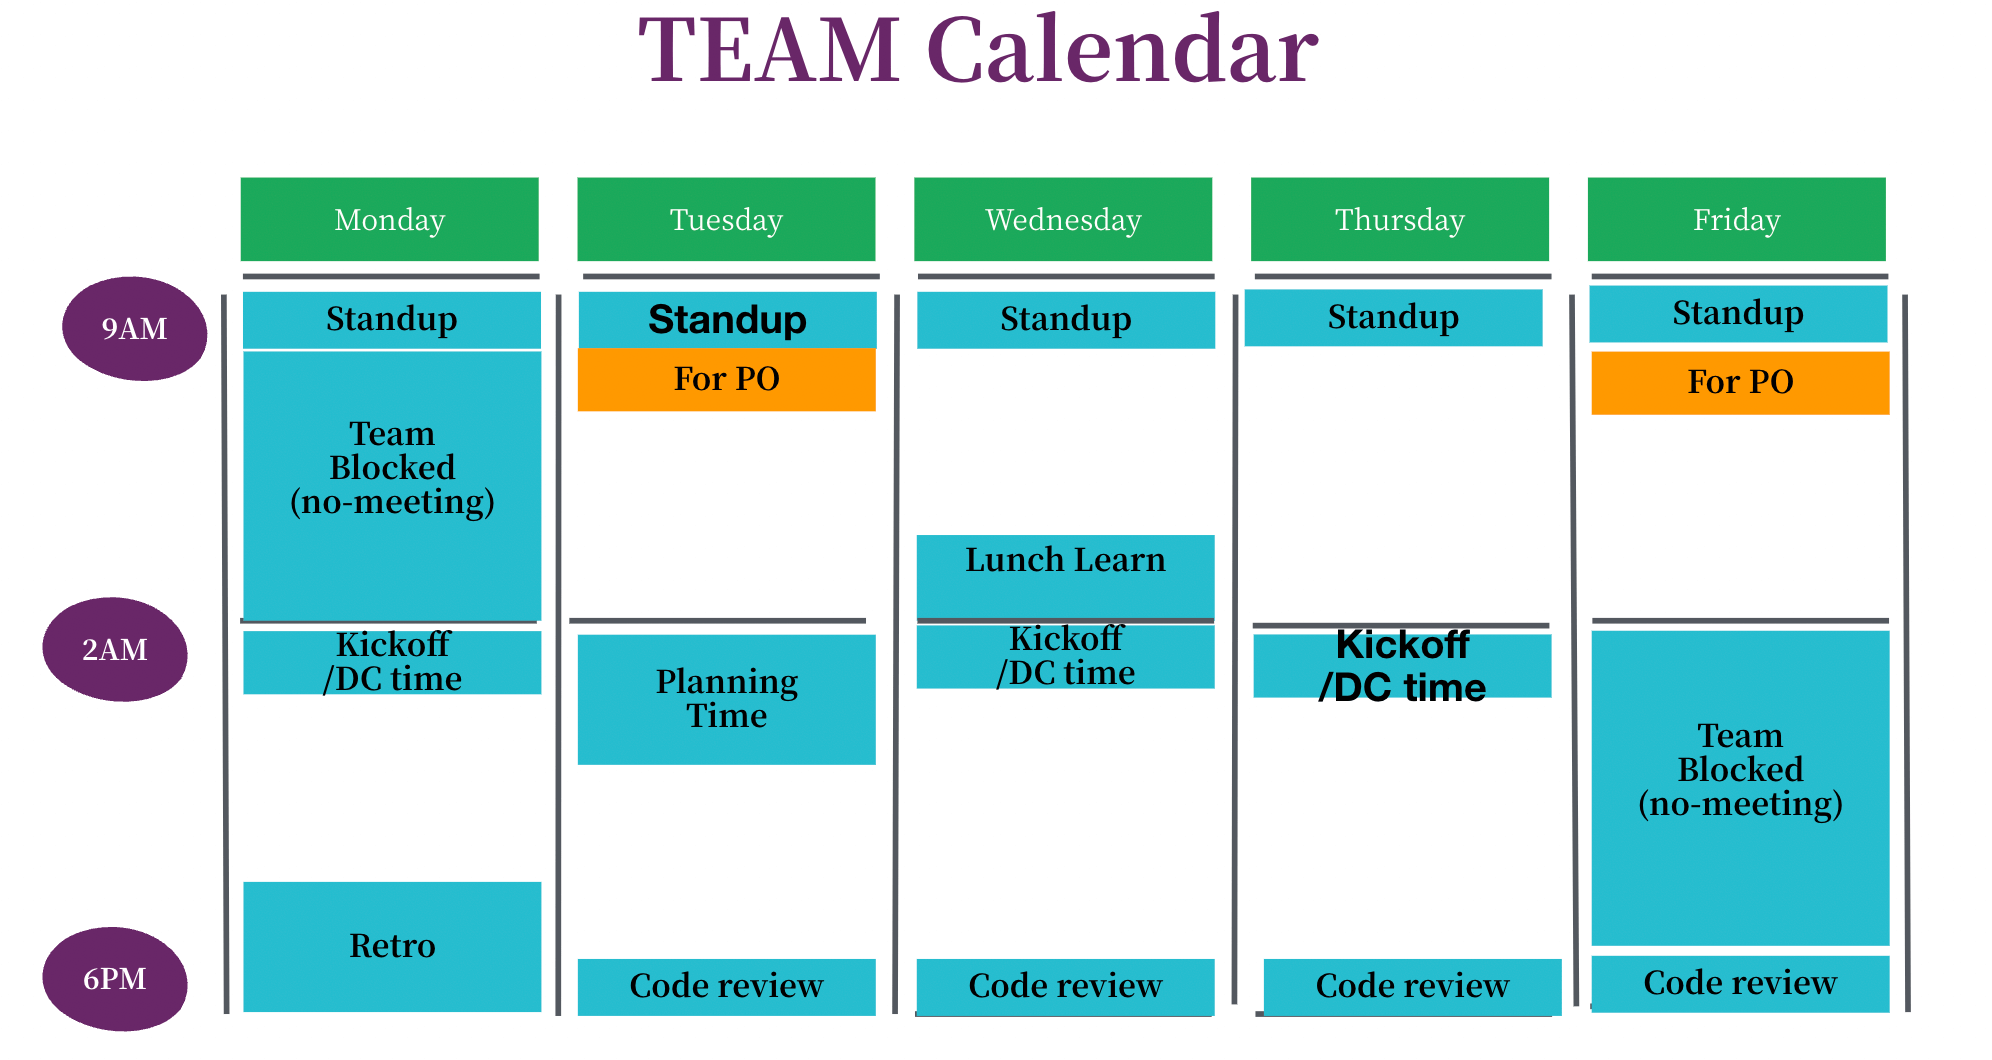 TEAM Calendar
Monday
Tuesday
Wednesday
Thursday
Friday
9AM
Standup
Standup
Standup
Standup
Standup
For PO
For PO
Team
Blocked
(no-meeting)
Lunch Learn
2AM
Kickoff
/DC time
Planning
Time
Kickoff
/DC time
Kickoff
/DC time
Team
Blocked
(no-meeting)
6PM
Retro
Code review
Code review
Code review
Code review